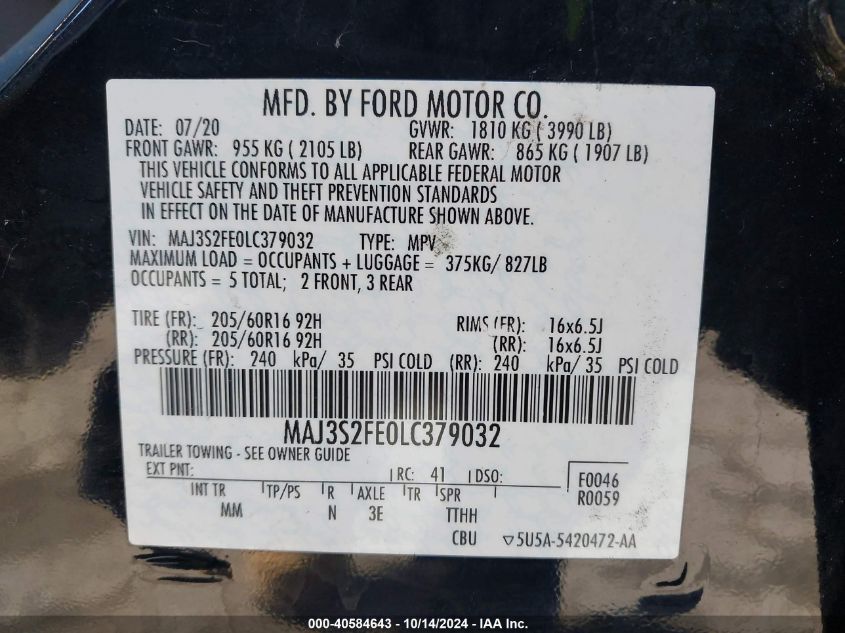 MFD. BY FORD MOTOR CO.
DATE: 07/20 GVWR: 1810 KG ( 3990 LB)
FRONT GAWR: 955 KG ( 2105 LB) REAR GAWR: 865 KG ( 1907 LB)
THIS VEHICLE CONFORMS TO ALL APPLICABLE FEDERAL MOTOR
VEHICLE SAFETY AND THEFT PREVENTION STANDARDS
IN EFFECT ON THE DATE OF MANUFACTURE SHOWN ABOVE.
VIN: MAJ3S2FE0LC379032 TYPE: MPV
MAXIMUM LOAD = OCCUPANTS + LUGGAGE = 375KG/ 827LB
OCCUPANTS = 5 TOTAL; 2 FRONT, 3 REAR
TIRE (FR): 205/60R16 92H RIMS (FR): 16x6.5J
(RR): 205/60R16 92H (RR): 16x6.5J
PRESSURE (FR): 240 kPa/ 35 PSI COLD (RR): 240 kPa/ 35 PSI COLD
MAJ3S2FE0LC379032
TRAILER TOWING - SEE OWNER GUIDE
EXT PNT: RC: 41 DSO: F0046
R0059
INT TR TP/PS R AXLE TR SPR
MM N 3E TTHH
CBU ▽5U5A-5420472-AA
000-40584643 - 10/14/2024 - IAA Inc.